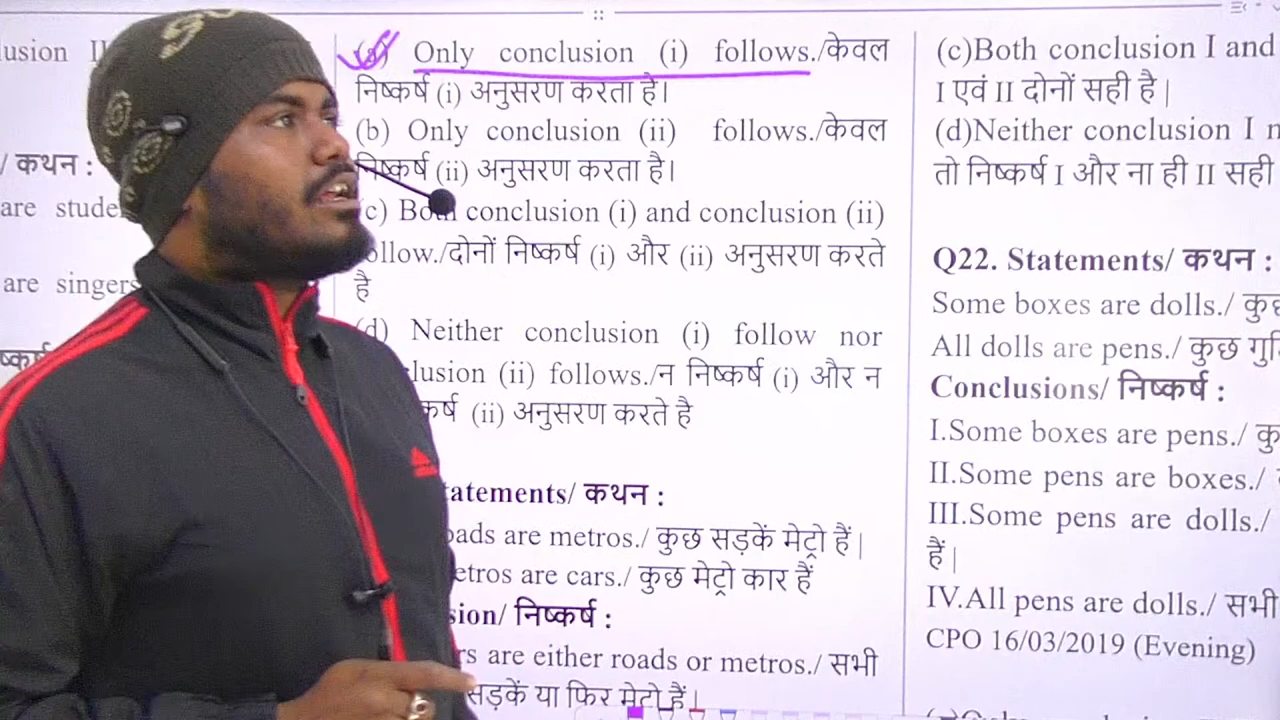 lusion II
/ कथन :
are stude
are singers
(a) Only conclusion (i) follows./केवल
निष्कर्ष (i) अनुसरण करता है।
(b) Only conclusion (ii) follows./केवल
निष्कर्ष (ii) अनुसरण करता है।
c) Both conclusion (i) and conclusion (ii)
ollow./दोनों निष्कर्ष (i) और (ii) अनुसरण करते
है
(d) Neither conclusion (i) follow nor
lusion (ii) follows./न निष्कर्ष (i) और न
कर्ष (ii) अनुसरण करते है
atements/ कथन :
oads are metros./ कुछ सड़कें मेट्रो हैं|
etros are cars./ कुछ मेट्रो कार हैं
sion/ निष्कर्ष :
rs are either roads or metros./ सभी
सड़कें या फिर मेट्रो हैं|
(c)Both conclusion I and
I एवं II दोनों सही है|
(d)Neither conclusion I n
तो निष्कर्ष I और ना ही II सही
Q22. Statements/ कथन :
Some boxes are dolls./ कुछ
All dolls are pens./ कुछ गुड़ि
Conclusions/ निष्कर्ष :
I.Some boxes are pens./ कु
II.Some pens are boxes./
III.Some pens are dolls./
हैं|
IV.All pens are dolls./ सभी
CPO 16/03/2019 (Evening)